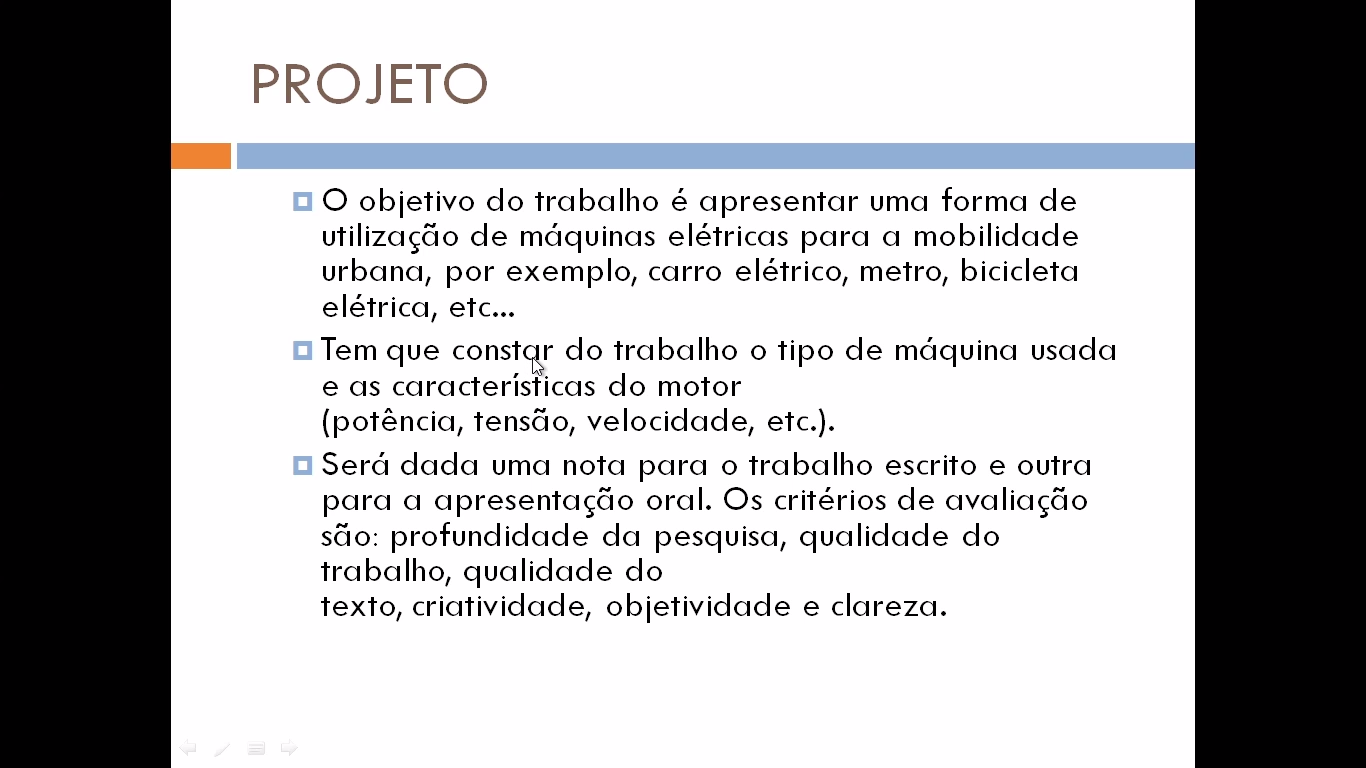 PROJETO
O objetivo do trabalho é apresentar uma forma de
utilização de máquinas elétricas para a mobilidade
urbana, por exemplo, carro elétrico, metro, bicicleta
elétrica, etc...
Tem que constar do trabalho o tipo de máquina usada
e as características do motor
(potência, tensão, velocidade, etc.).
Será dada uma nota para o trabalho escrito e outra
para a apresentação oral. Os critérios de avaliação
são: profundidade da pesquisa, qualidade do
trabalho, qualidade do
texto, criatividade, objetividade e clareza.